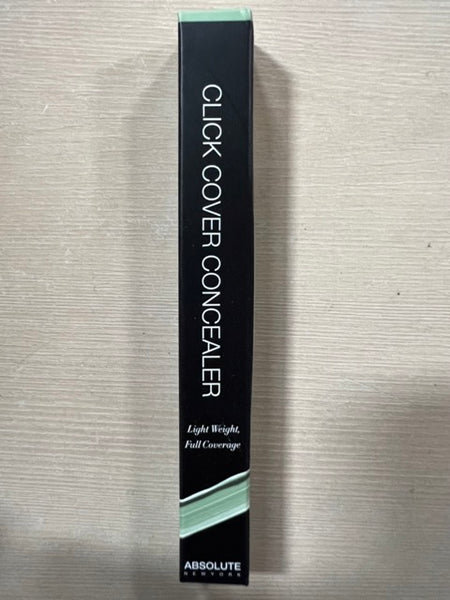 CLICK COVER CONCEALER
Light Weight,
Full Coverage
ABSOLUTE
NEW YORK